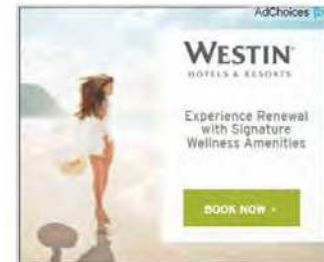 AdChoices
WESTIN
HOTELS & RESORTS
Experience Renewal
with Signature
Wellness Amenities
BOOK NOW